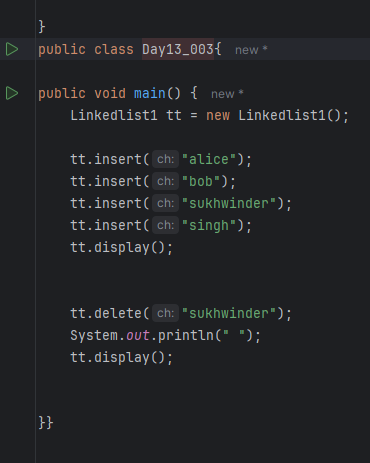 }
public class Day13_003{ new *
public void main() { new *
Linkedlist1 tt = new Linkedlist1();
tt.insert( ch: "alice");
tt.insert( ch: "bob");
tt.insert( ch: "sukhwinder");
tt.insert( ch: "singh");
tt.display();
tt.delete( ch: "sukhwinder");
System.out.println(" ");
tt.display();
}}